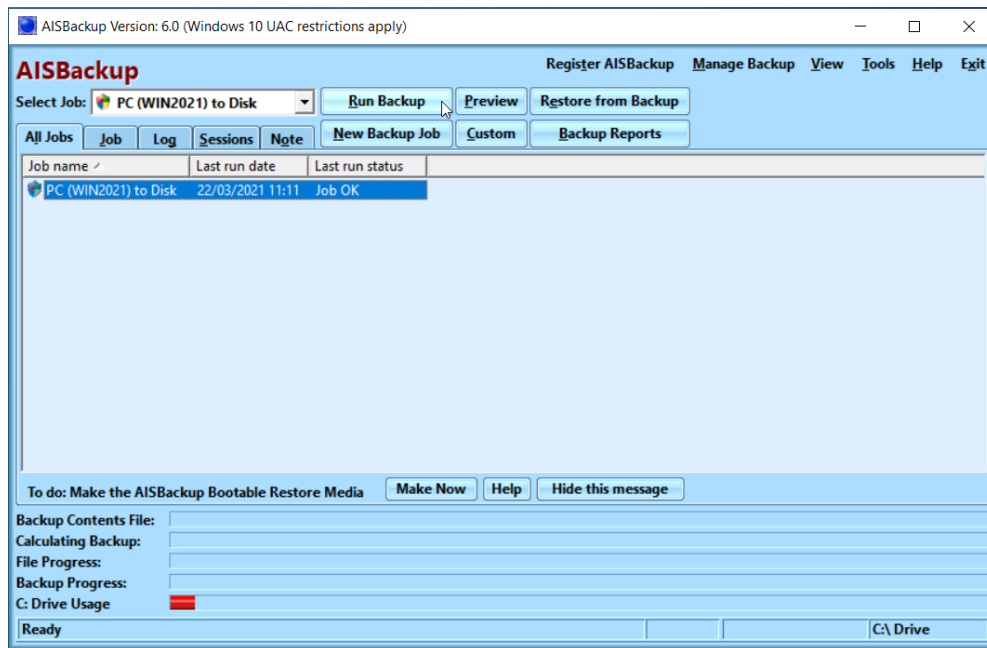 AISBackup Version: 6.0 (Windows 10 UAC restrictions apply)
AISBackup
Register AISBackup Manage Backup View Tools Help Exit
Select Job: PC (WIN2021) to Disk Run Backup Preview Restore from Backup
All Jobs Job Log Sessions Note New Backup Job Custom Backup Reports
Job name Last run date Last run status
PC (WIN2021) to Disk 22/03/2021 11:11 Job OK
To do: Make the AISBackup Bootable Restore Media Make Now Help Hide this message
Backup Contents File:
Calculating Backup:
File Progress:
Backup Progress:
C: Drive Usage
Ready C:\ Drive